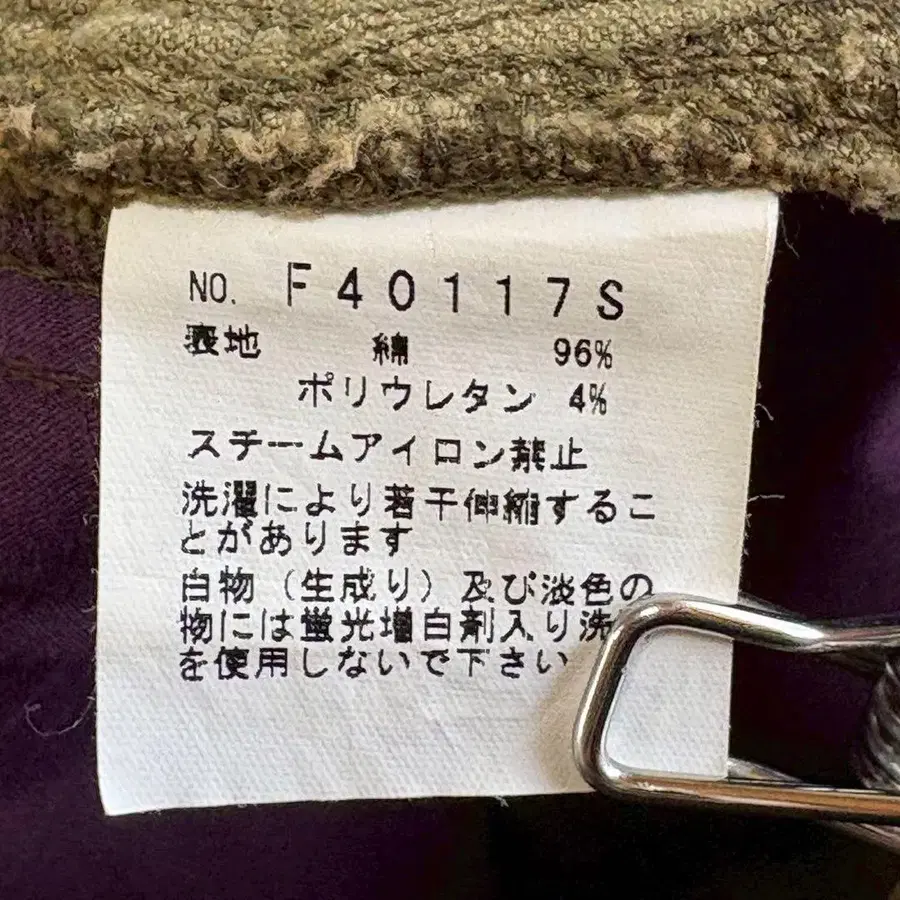 NO. F40117S
表地 綿 96%
ポリウレタン 4%
スチームアイロン禁止
洗濯により若干伸縮するこ
とがあります
白物（生成り）及び淡色の
物には蛍光増白剤入り洗
を使用しないで下さい